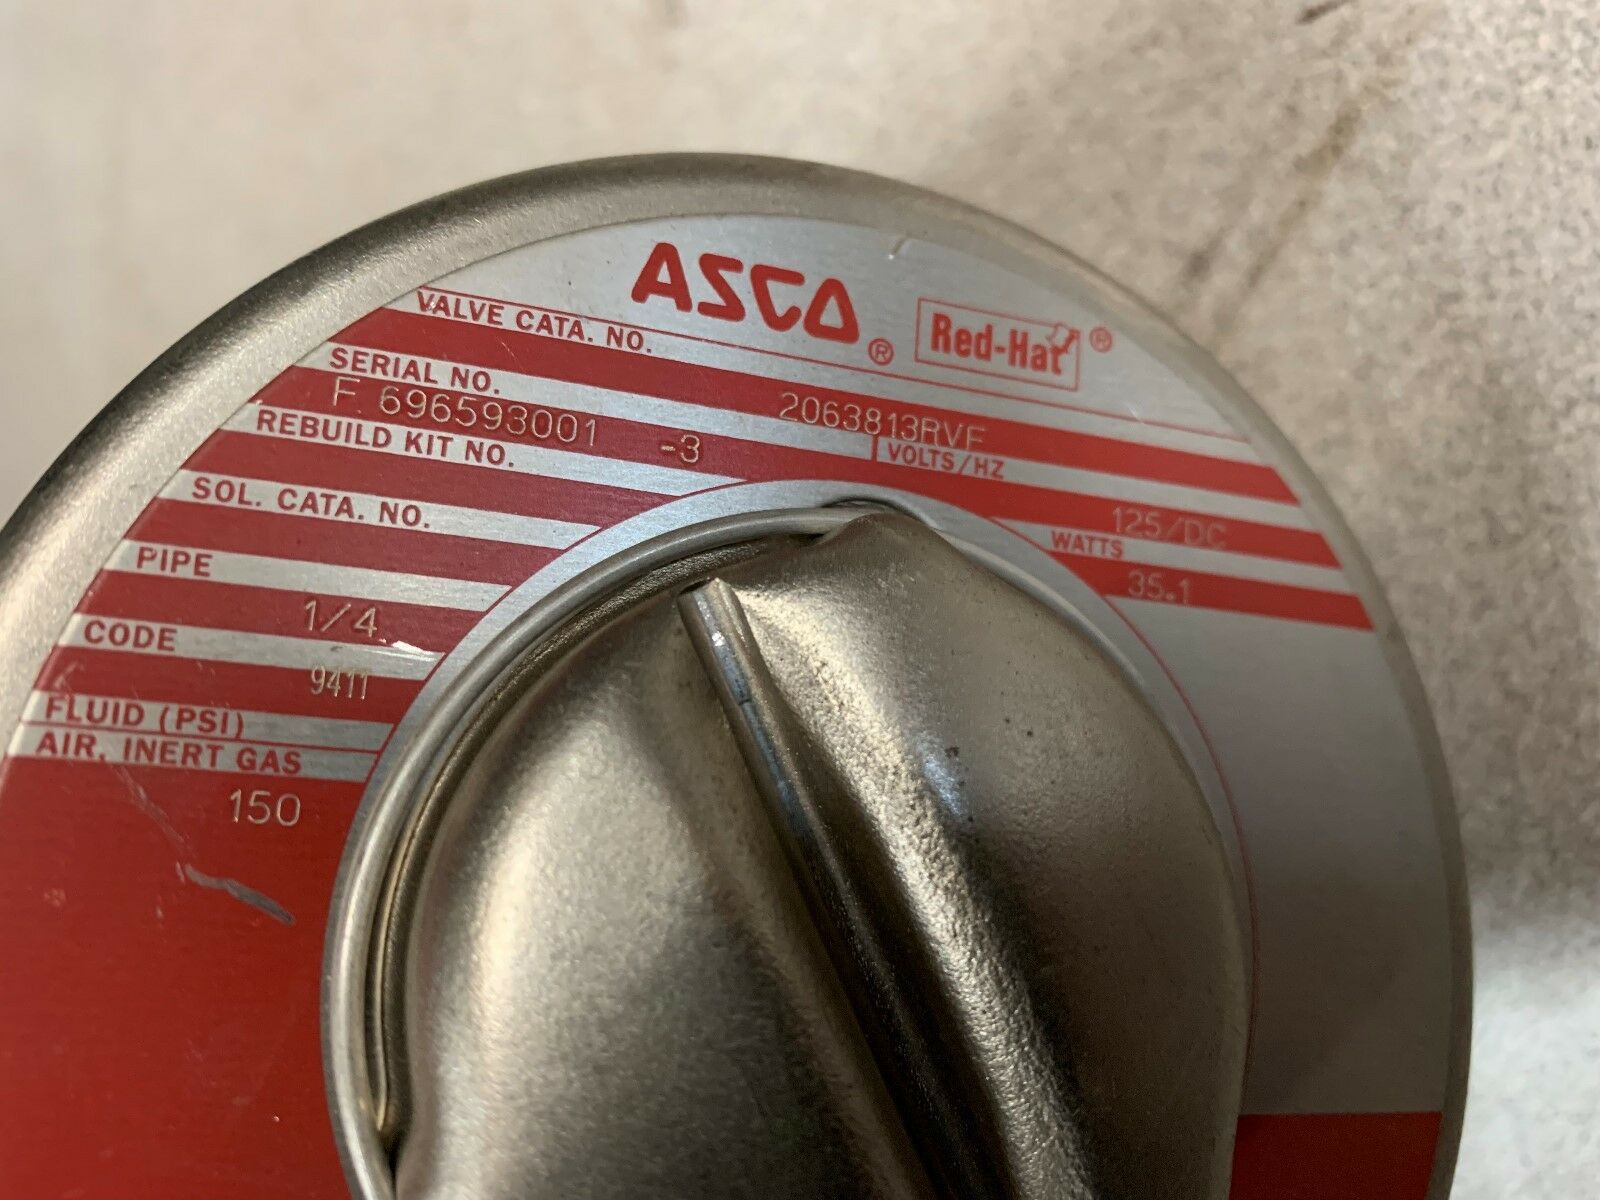 ASCO ® Red-Hat ®
VALVE CATA. NO.
2063813RVF
SERIAL NO.
F 696593001 -3
VOLTS/HZ
125/DC
REBUILD KIT NO.
WATTS
35.1
SOL. CATA. NO.
PIPE
1/4
CODE
9411
FLUID (PSI)
AIR, INERT GAS
150